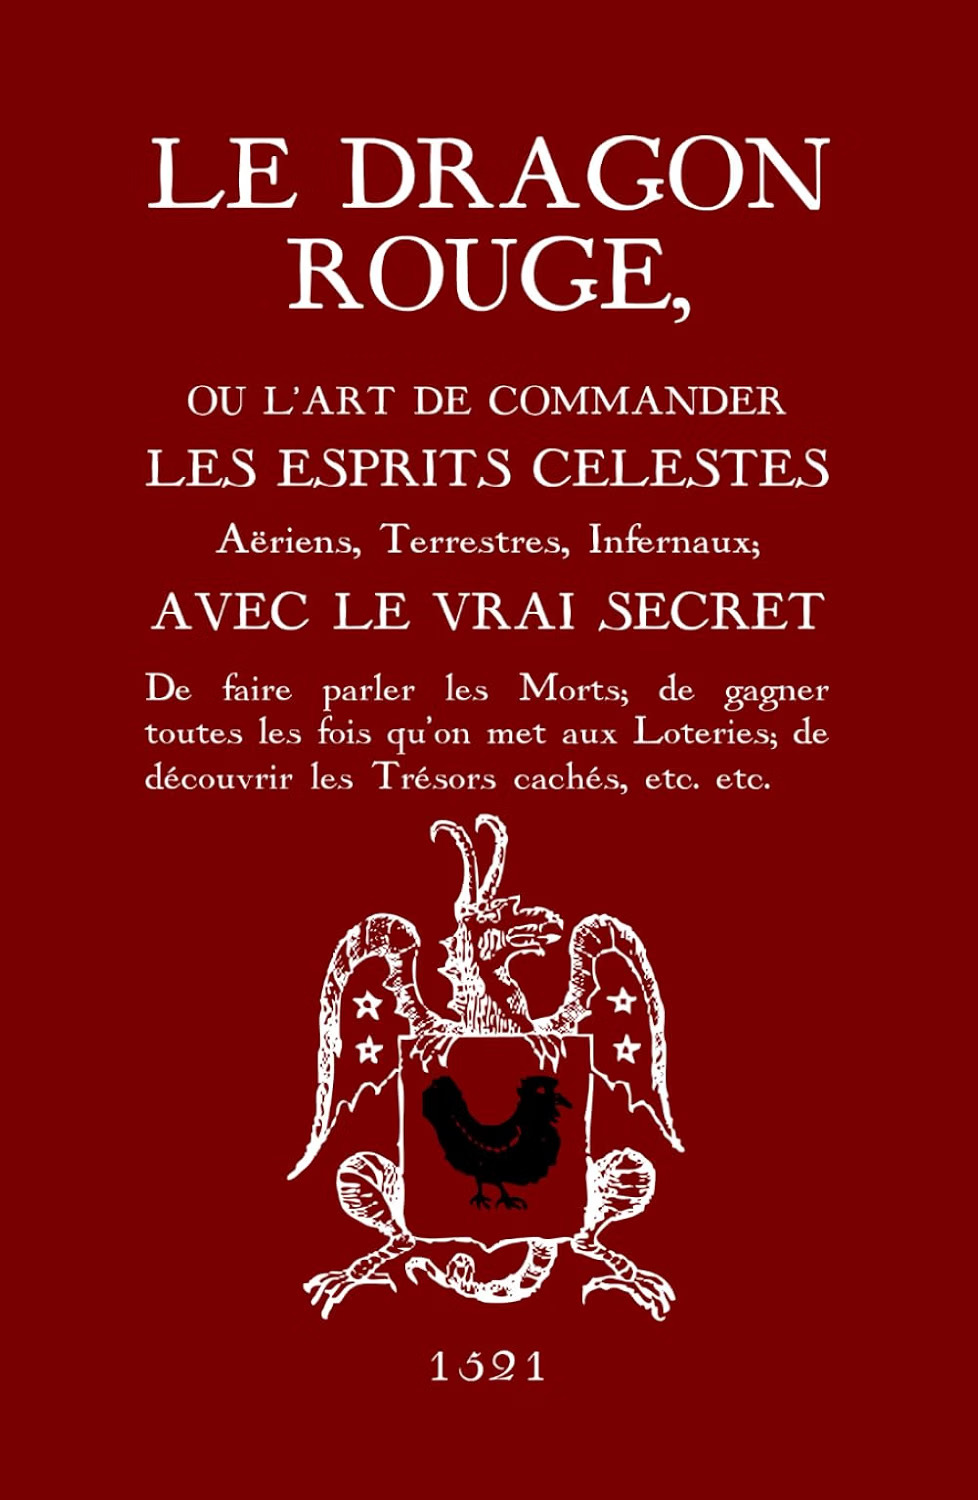 LE DRAGON
ROUGE,
OU L'ART DE COMMANDER
LES ESPRITS CELESTES
Aëriens, Terrestres, Infernaux;
AVEC LE VRAI SECRET
De faire parler les Morts; de gagner
toutes les fois qu'on met aux Loteries; de
découvrir les Trésors cachés, etc. etc.
1521